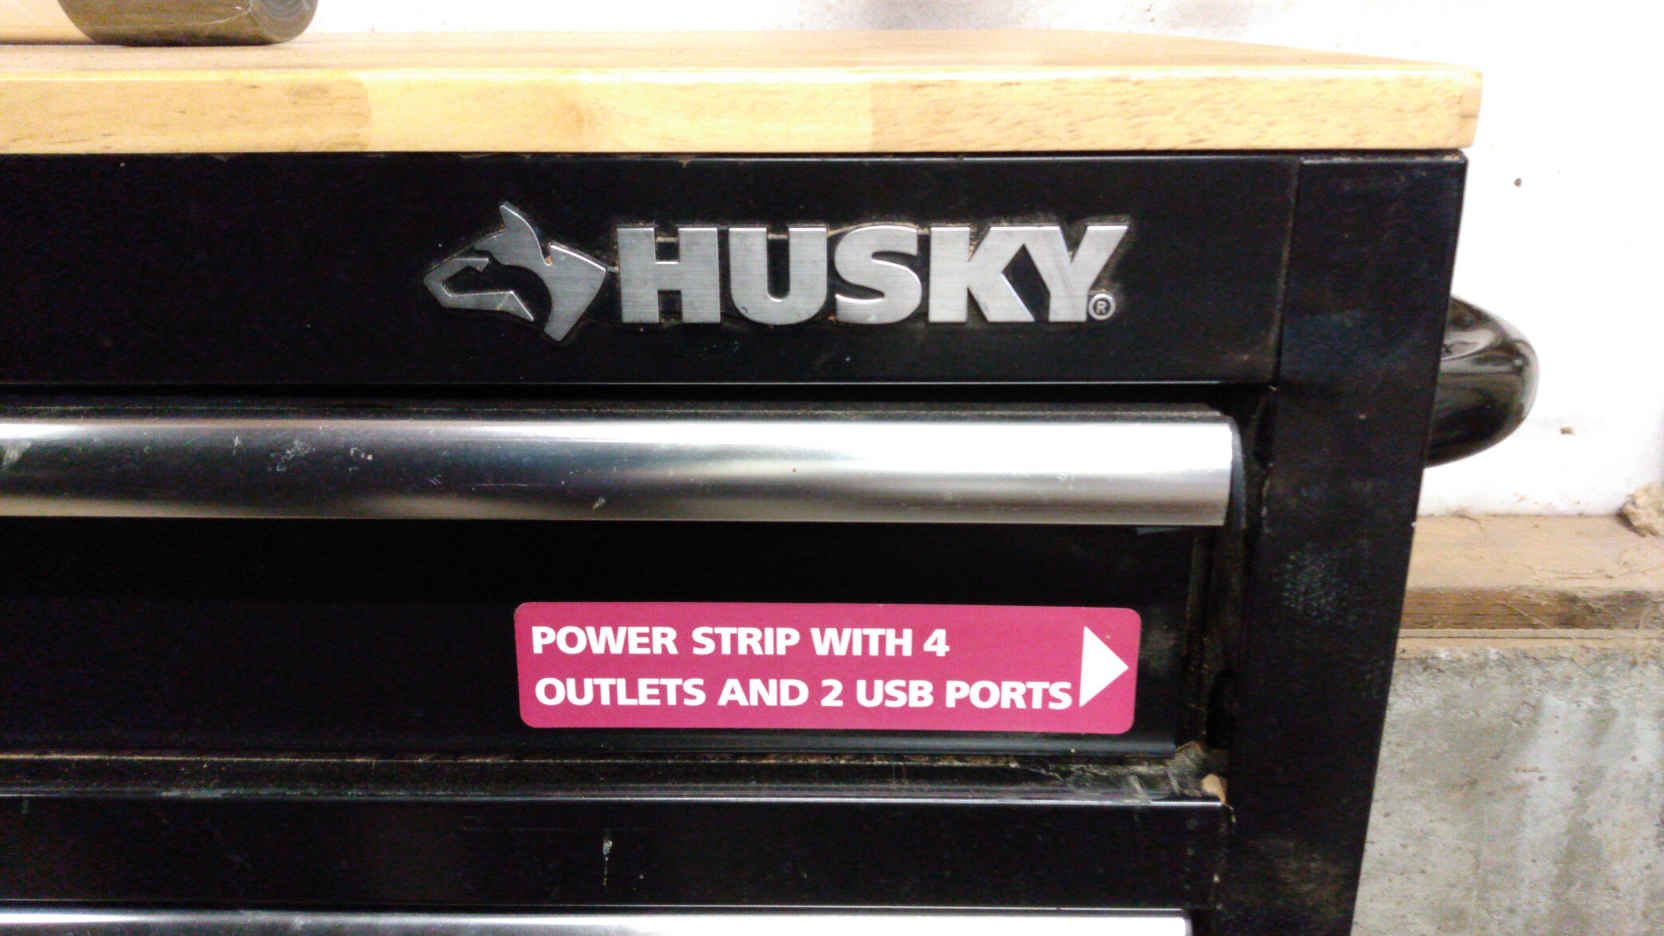 HUSKY®
POWER STRIP WITH 4
OUTLETS AND 2 USB PORTS